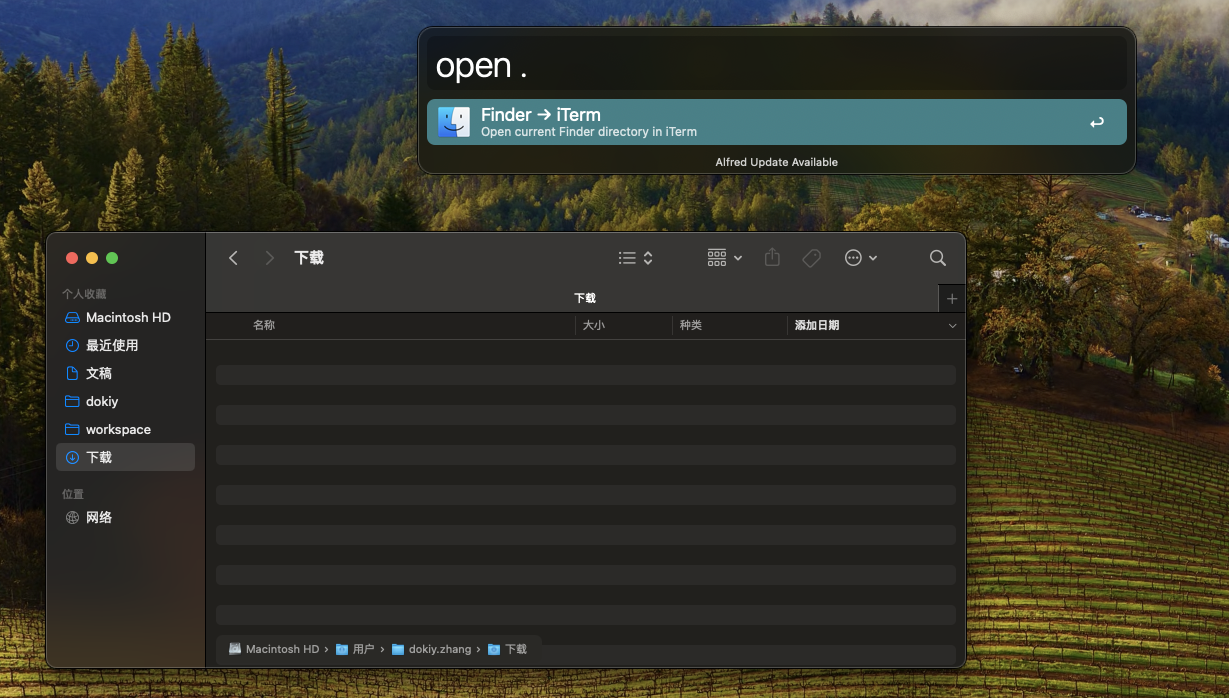 open .
Finder → iTerm
Open current Finder directory in iTerm
Alfred Update Available
下载
下载
个人收藏
Macintosh HD
最近使用
文稿
dokiy
workspace
下载
位置
网络
名称 大小 种类 添加日期
Macintosh HD › 用户 › dokiy.zhang › 下载